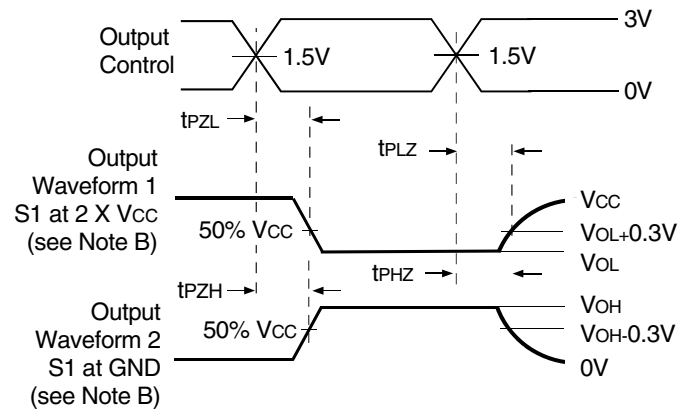 Output
Control
1.5V
1.5V
3V
0V
tPZL
tPLZ
Output
Waveform 1
S1 at 2 X VCC
(see Note B)
50% VCC
VCC
VOL+0.3V
VOL
tPZH
tPHZ
Output
Waveform 2
S1 at GND
(see Note B)
50% VCC
VOH
VOH-0.3V
0V